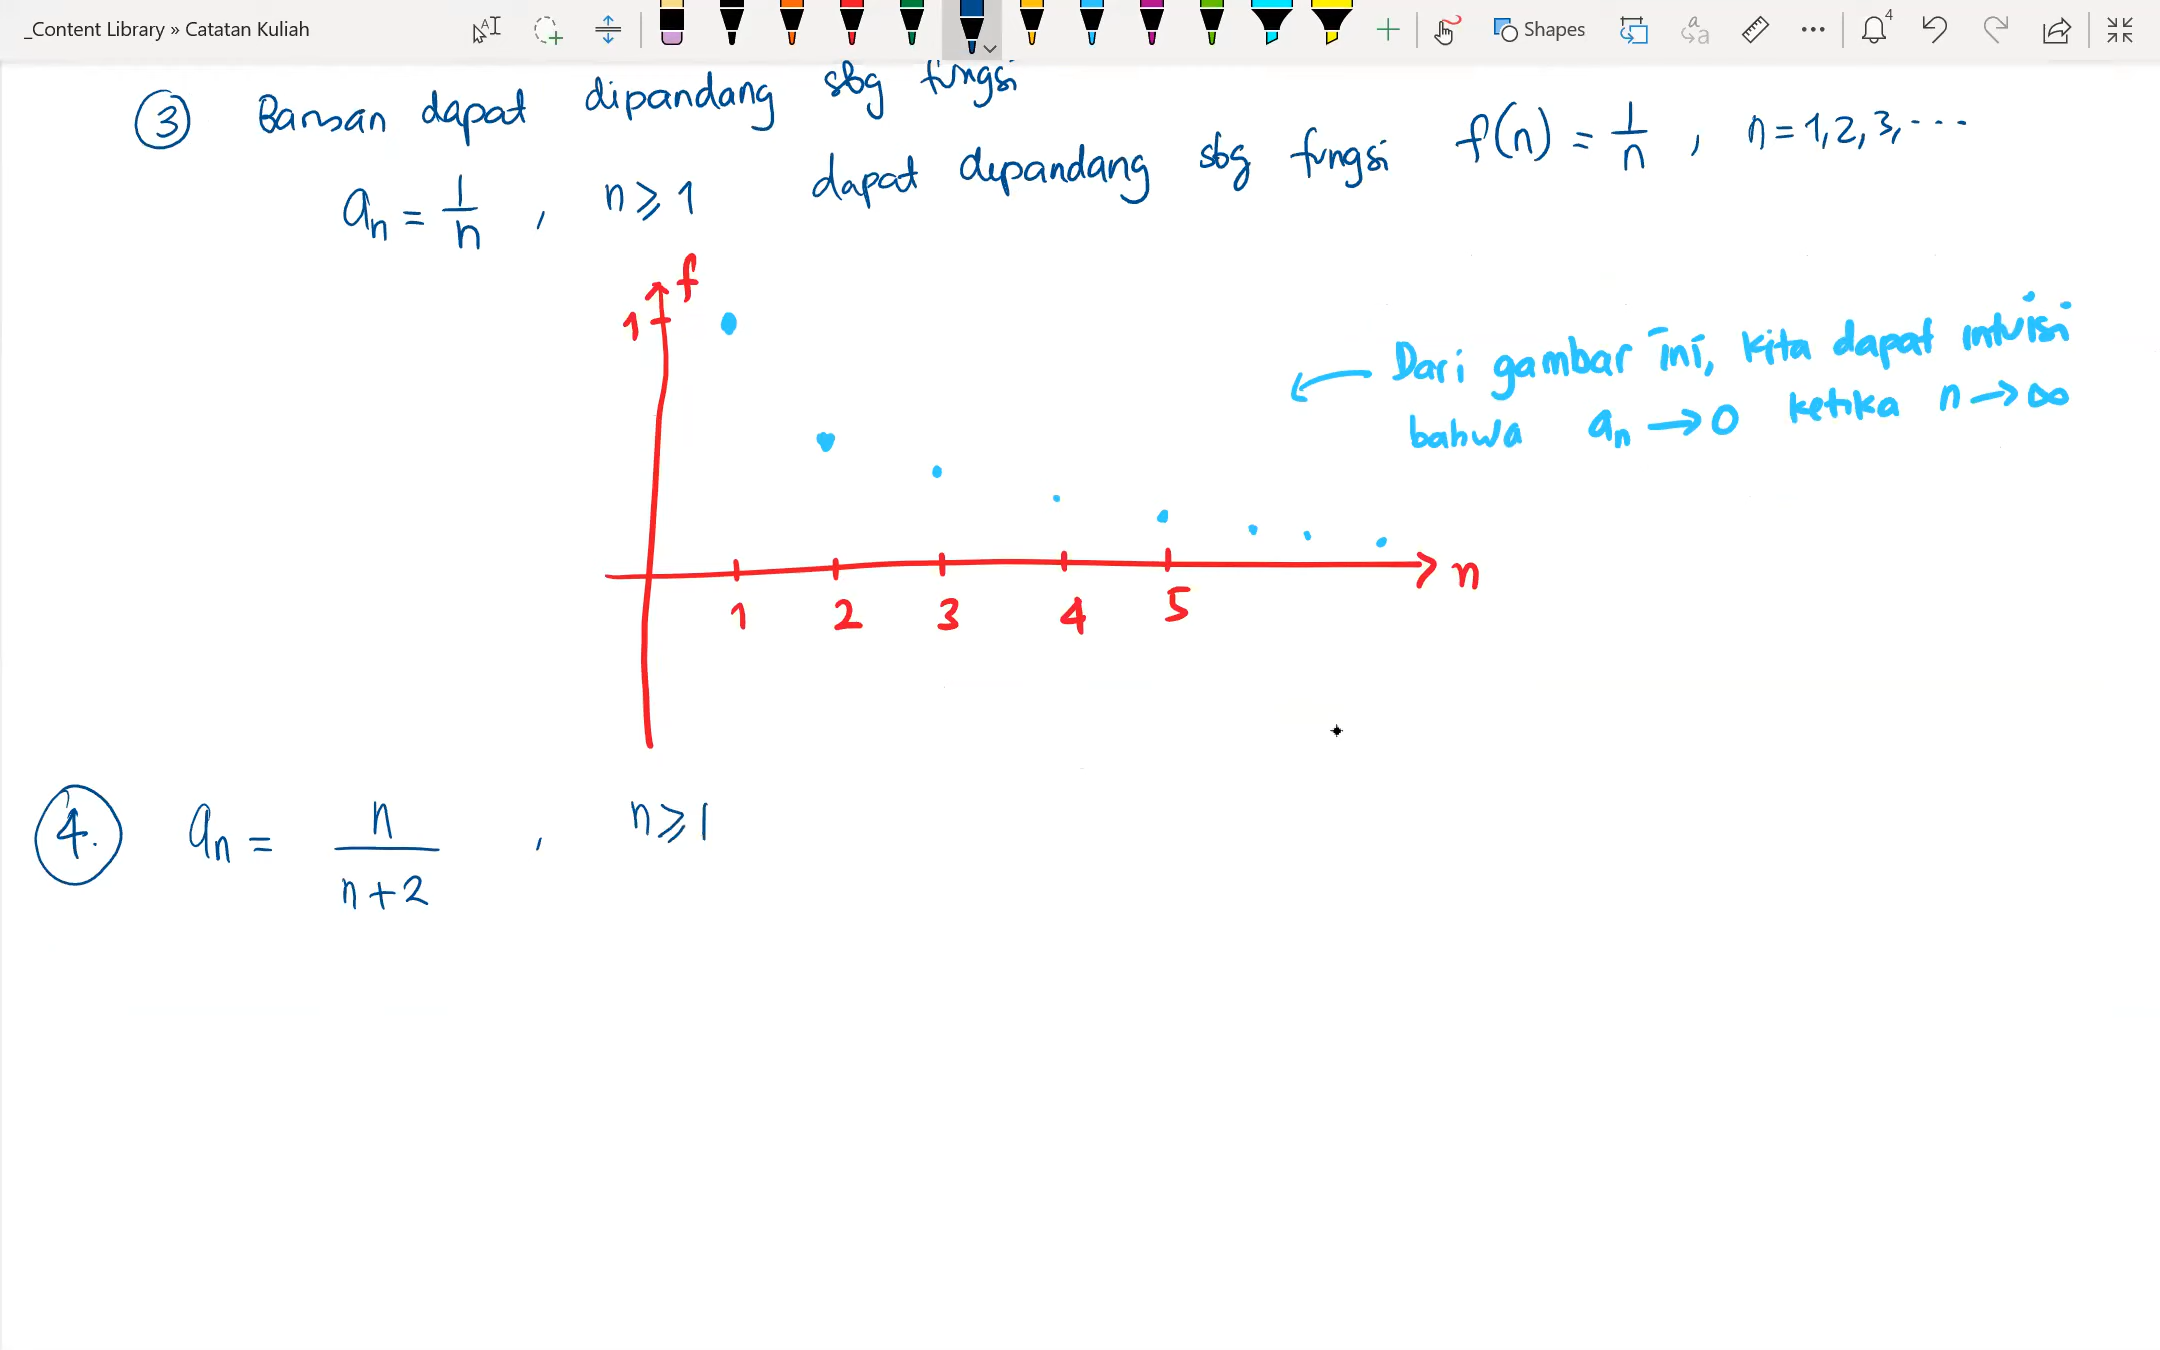 _Content Library » Catatan Kuliah
Shapes
4
③ Barisan dapat dipandang sbg fungsi
aₙ = 1/n , n ⩾ 1 dapat dipandang sbg fungsi f(n) = 1/n , n = 1, 2, 3, ...
f
1
Dari gambar ini, kita dapat intuisi
bahwa aₙ → 0 ketika n → ∞
n
1 2 3 4 5
④. aₙ = n/(n+2) , n ⩾ 1